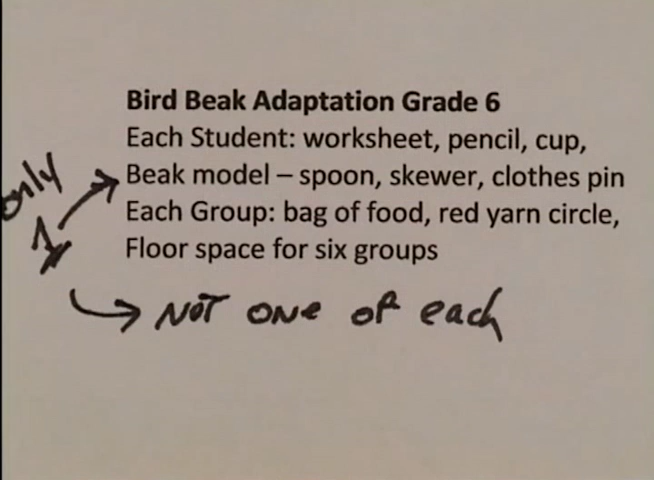 Bird Beak Adaptation Grade 6
Each Student: worksheet, pencil, cup,
only
Beak model – spoon, skewer, clothes pin
1
Each Group: bag of food, red yarn circle,
Floor space for six groups
NOT ONE OF each